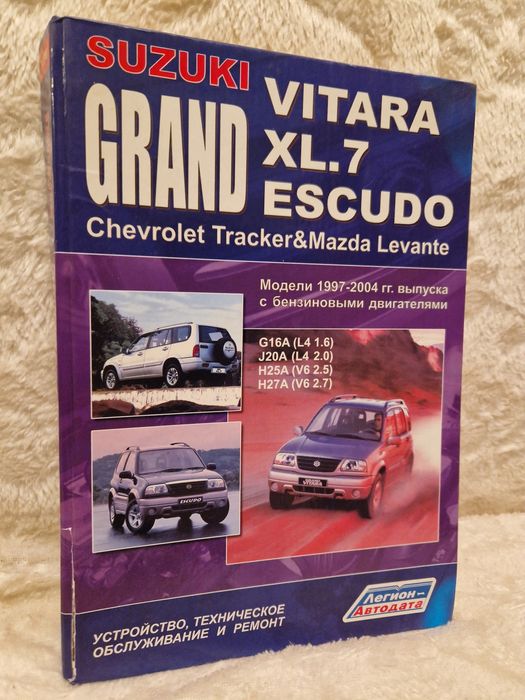 SUZUKI
GRAND
VITARA
XL.7
ESCUDO
Chevrolet Tracker&Mazda Levante
Модели 1997-2004 гг. выпуска
с бензиновыми двигателями
G16A (L4 1.6)
J20A (L4 2.0)
H25A (V6 2.5)
H27A (V6 2.7)
ESCUDO
VITARA
Легион-
Автодата
УСТРОЙСТВО, ТЕХНИЧЕСКОЕ
ОБСЛУЖИВАНИЕ И РЕМОНТ